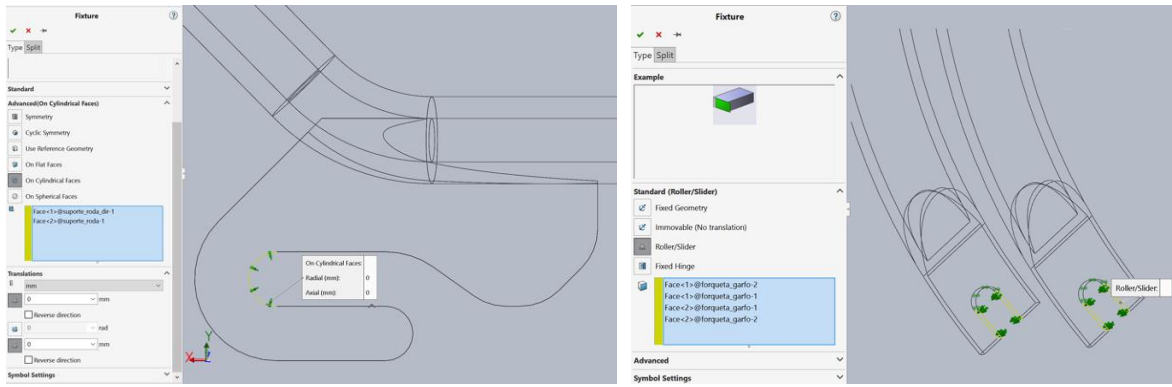 Fixture
Type Split
Standard
Advanced(On Cylindrical Faces)
Symmetry
Cyclic Symmetry
Use Reference Geometry
On Flat Faces
On Cylindrical Faces
On Spherical Faces
Face<1>@suporte_roda_dir-1
Face<2>@suporte_roda-1
Translations
mm
0 mm
Reverse direction
0 rad
0 mm
Reverse direction
Symbol Settings
On Cylindrical Faces:
Radial (mm): 0
Axial (mm): 0
Y
X
Fixture
Type Split
Example
Standard (Roller/Slider)
Fixed Geometry
Immovable (No translation)
Roller/Slider
Fixed Hinge
Face<1>@forqueta_garfo-2
Face<1>@forqueta_garfo-1
Face<2>@forqueta_garfo-1
Face<2>@forqueta_garfo-2
Advanced
Symbol Settings
Roller/Slider: